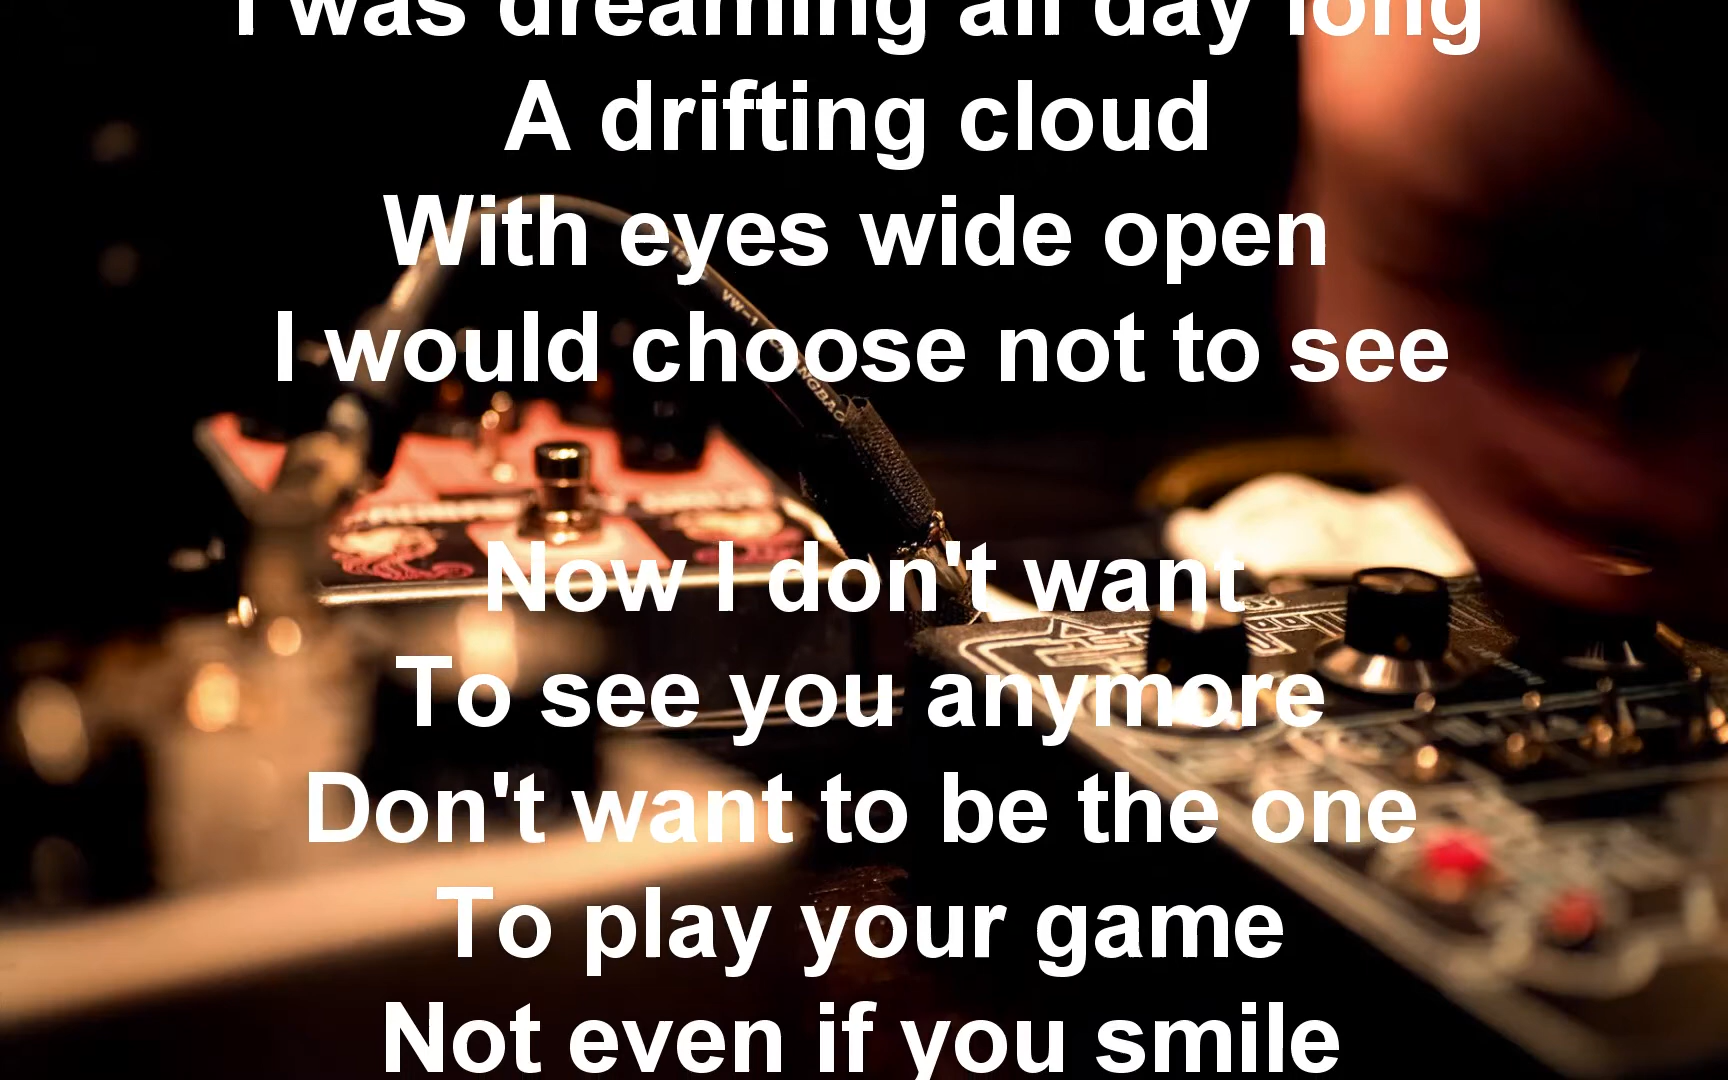 I was dreaming all day long
A drifting cloud
With eyes wide open
I would choose not to see
VW-1
Now I don't want
To see you anymore
Don't want to be the one
To play your game
Not even if you smile